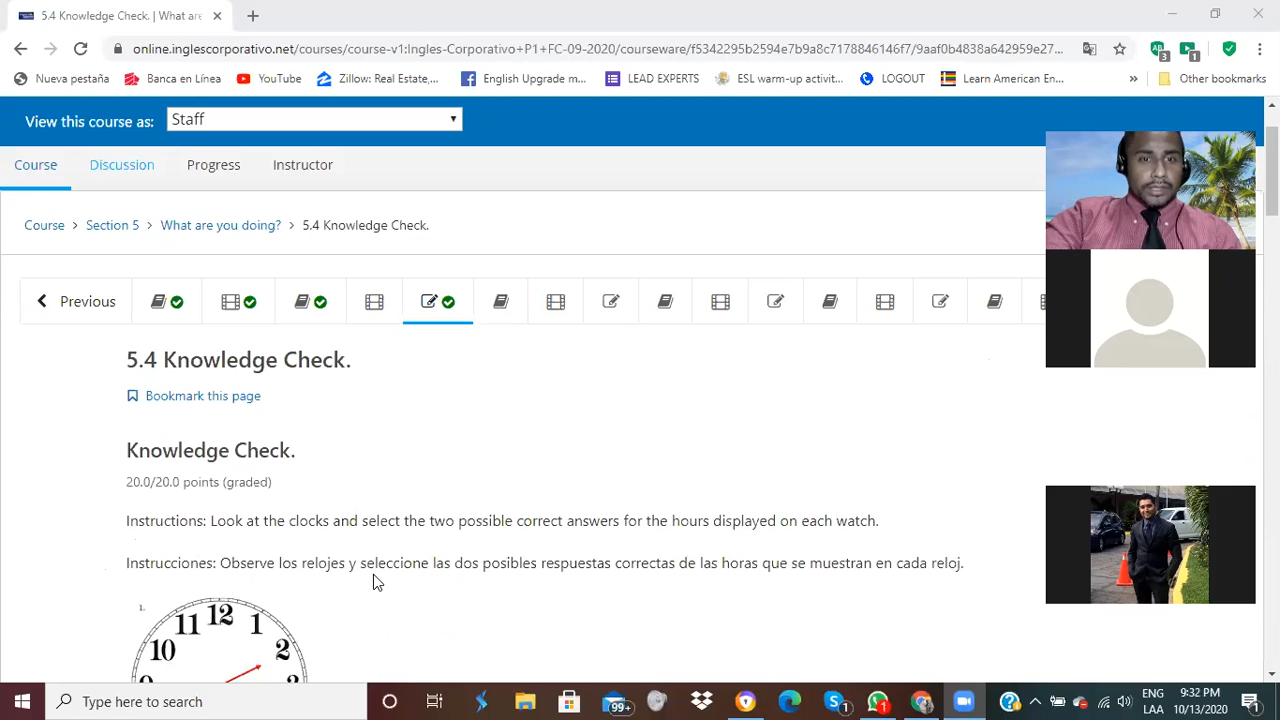 5.4 Knowledge Check. | What are
online.inglescorporativo.net/courses/course-v1:Ingles-Corporativo+P1+FC-09-2020/courseware/f5342295b2594e7b9a8c7178846146f7/9aaf0b4838a642959e27...
3
1
Nueva pestaña
Banca en Línea
YouTube
Zillow: Real Estate,...
English Upgrade m...
LEAD EXPERTS
ESL warm-up activit...
LOGOUT
Learn American En...
»
Other bookmarks
View this course as:
Staff
Course
Discussion
Progress
Instructor
Course > Section 5 > What are you doing? > 5.4 Knowledge Check.
Previous
5.4 Knowledge Check.
Bookmark this page
Knowledge Check.
20.0/20.0 points (graded)
Instructions: Look at the clocks and select the two possible correct answers for the hours displayed on each watch.
Instrucciones: Observe los relojes y seleccione las dos posibles respuestas correctas de las horas que se muestran en cada reloj.
1.
11 12 1
10 2
Type here to search
99+
1
1
ENG
LAA
9:32 PM
10/13/2020
1